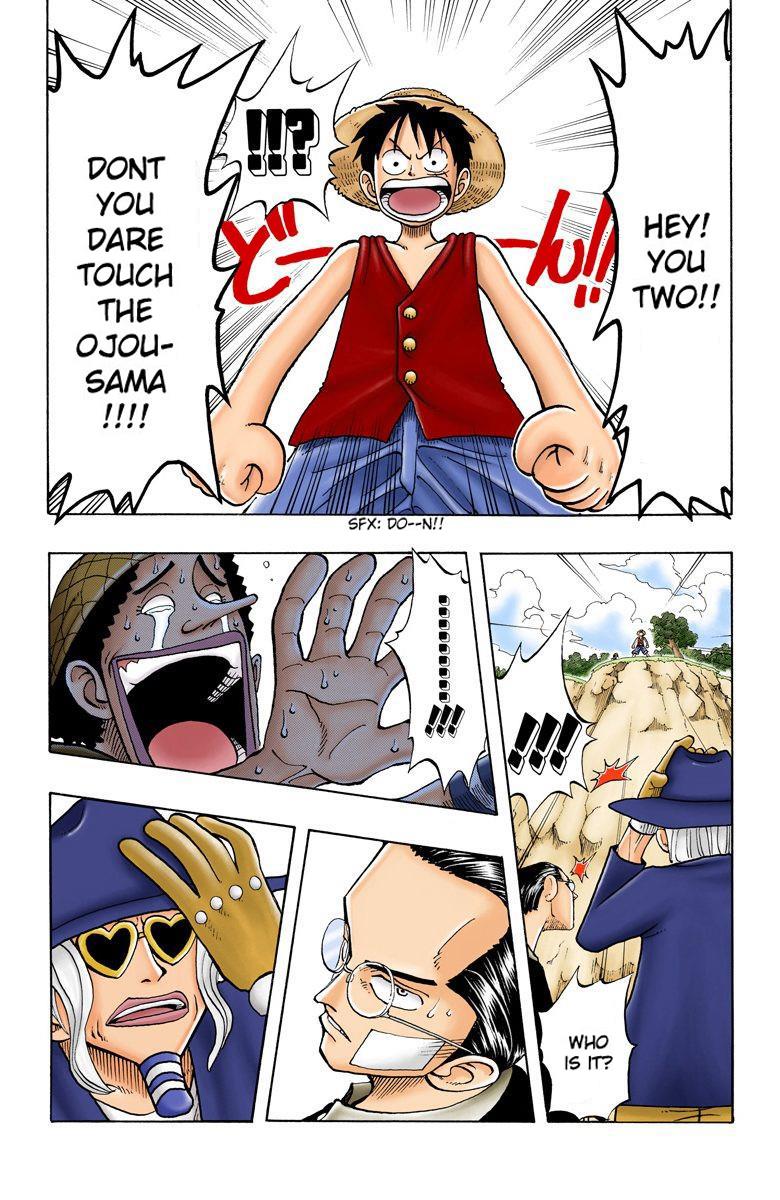 HEY!
YOU
TWO!!
!!!?
どーん!!
DONT
YOU
DARE
TOUCH
THE
OJOU-
SAMA
!!!!
SFX: DO--N!!
!!!
WHO
IS IT?
..........!!!